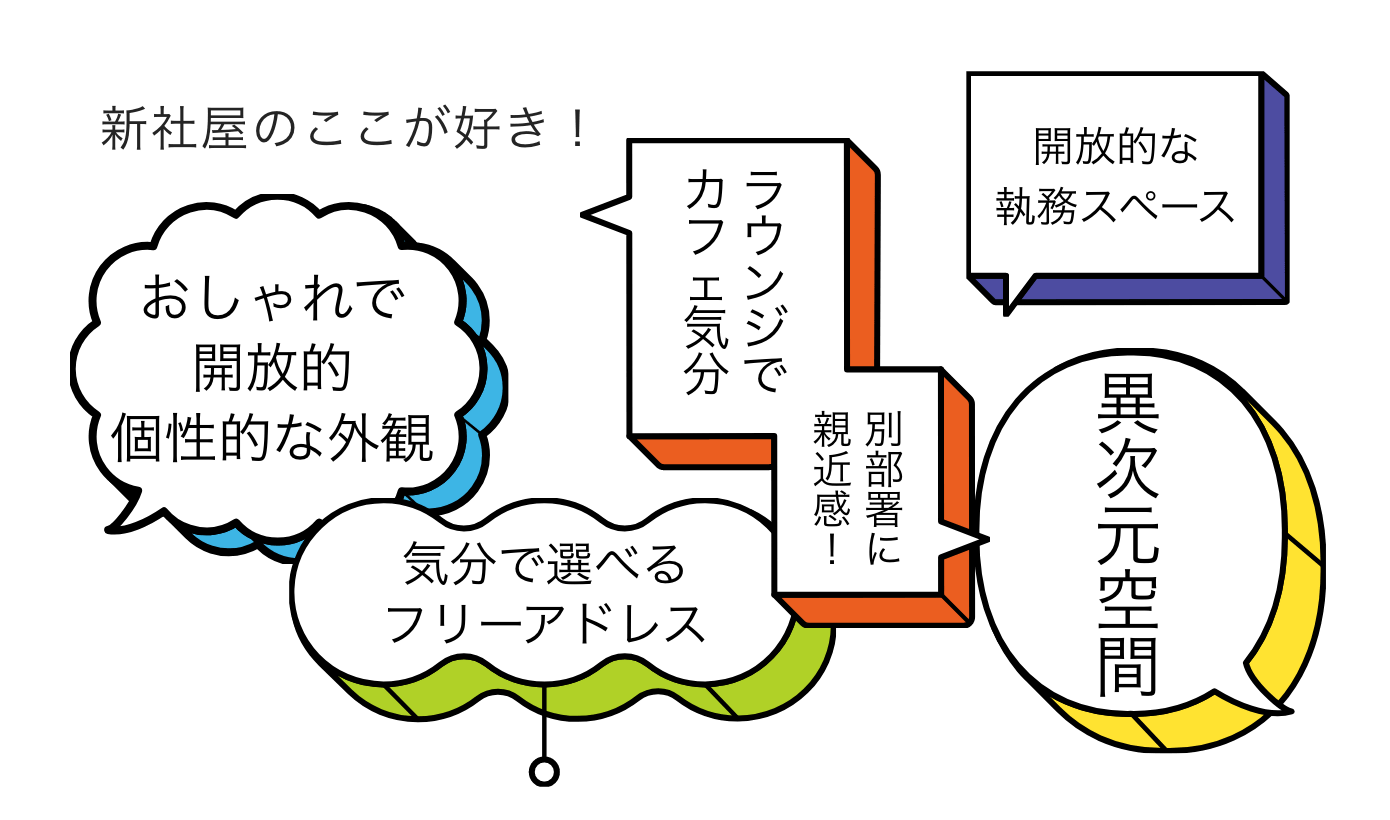 新社屋のここが好き！
おしゃれで
開放的
個性的な外観
ラウンジで
カフェ気分
開放的な
執務スペース
別部署に
親近感！
気分で選べる
フリーアドレス
異次元空間